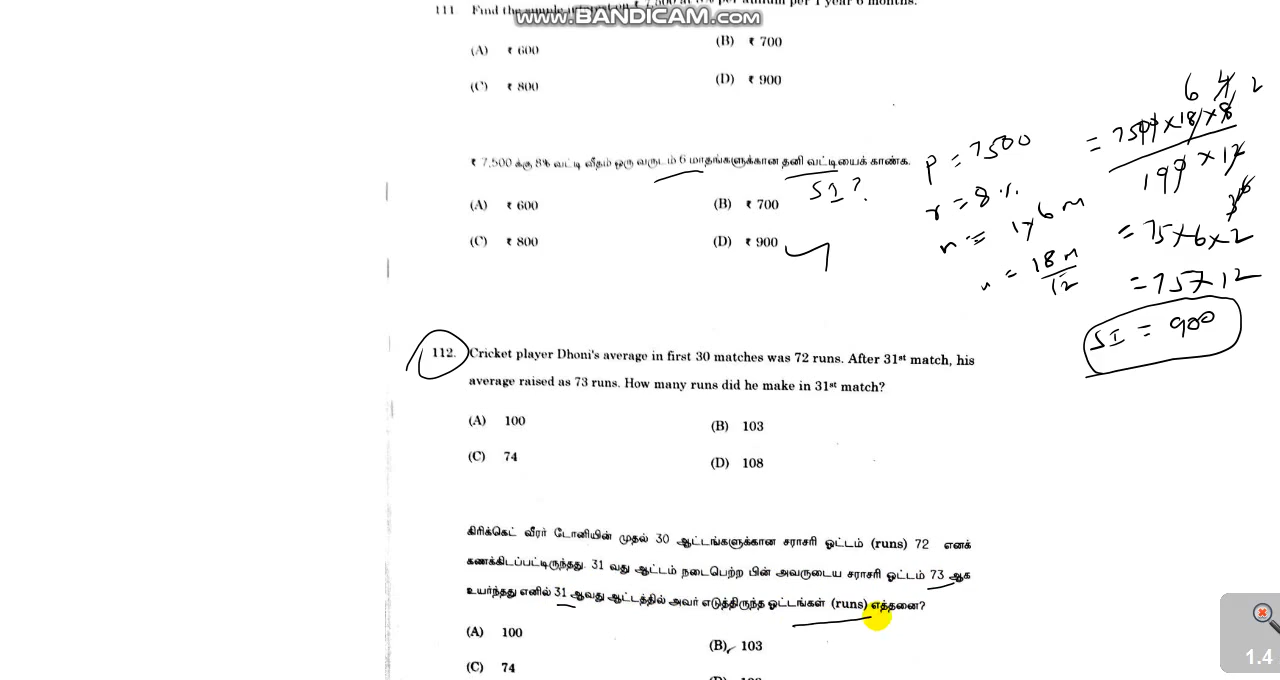 WWW.BANDICAM.COM
111 Find the simple interest on ₹ 7,500 at 8% per annum per 1 year 6 months.
(A) ₹ 600
(B) ₹ 700
(C) ₹ 800
(D) ₹ 900
₹ 7,500 க்கு 8% வட்டி வீதம் ஒரு வருடம் 6 மாதங்களுக்கான தனி வட்டியைக் காண்க.
SI ?
(A) ₹ 600
(B) ₹ 700
(C) ₹ 800
(D) ₹ 900
P = 7500
r = 8 %
n = 1y 6 m
n = 18 m
12
6 4 2
= 7500 × 18 × 8
100 × 12
= 75 × 6 × 2
= 75 × 12
SI = 900
112. Cricket player Dhoni's average in first 30 matches was 72 runs. After 31st match, his
average raised as 73 runs. How many runs did he make in 31st match?
(A) 100
(B) 103
(C) 74
(D) 108
கிரிக்கெட் வீரர் டோனியின் முதல் 30 ஆட்டங்களுக்கான சராசரி ஓட்டம் (runs) 72 எனக்
கணக்கிடப்பட்டிருந்தது. 31 வது ஆட்டம் நடைபெற்ற பின் அவருடைய சராசரி ஓட்டம் 73 ஆக
உயர்ந்தது எனில் 31 ஆவது ஆட்டத்தில் அவர் எடுத்திருந்த ஓட்டங்கள் (runs) எத்தனை?
(A) 100
(B) 103
(C) 74
1.4